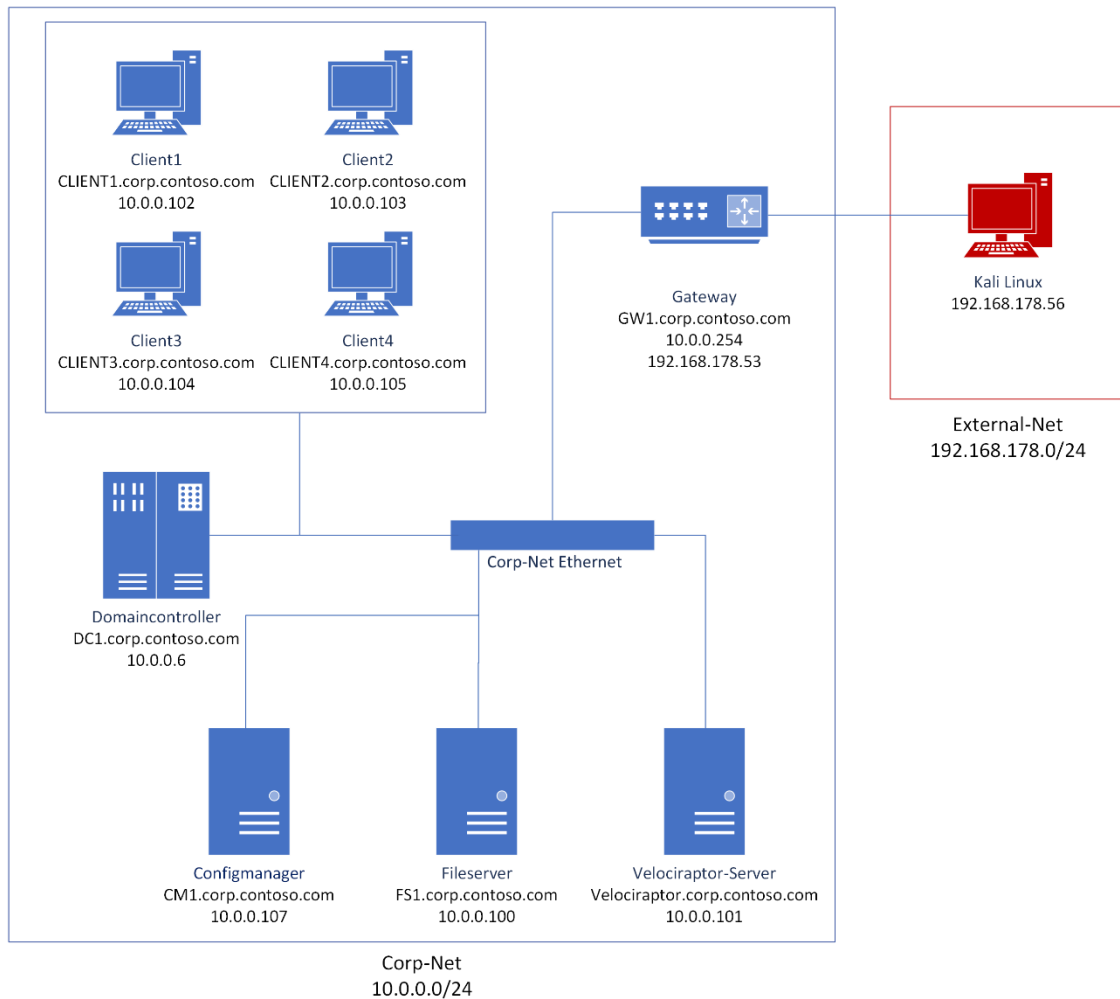 Client1
CLIENT1.corp.contoso.com
10.0.0.102
Client2
CLIENT2.corp.contoso.com
10.0.0.103
Client3
CLIENT3.corp.contoso.com
10.0.0.104
Client4
CLIENT4.corp.contoso.com
10.0.0.105
Gateway
GW1.corp.contoso.com
10.0.0.254
192.168.178.53
Kali Linux
192.168.178.56
External-Net
192.168.178.0/24
Domaincontroller
DC1.corp.contoso.com
10.0.0.6
Corp-Net Ethernet
Configmanager
CM1.corp.contoso.com
10.0.0.107
Fileserver
FS1.corp.contoso.com
10.0.0.100
Velociraptor-Server
Velociraptor.corp.contoso.com
10.0.0.101
Corp-Net
10.0.0.0/24